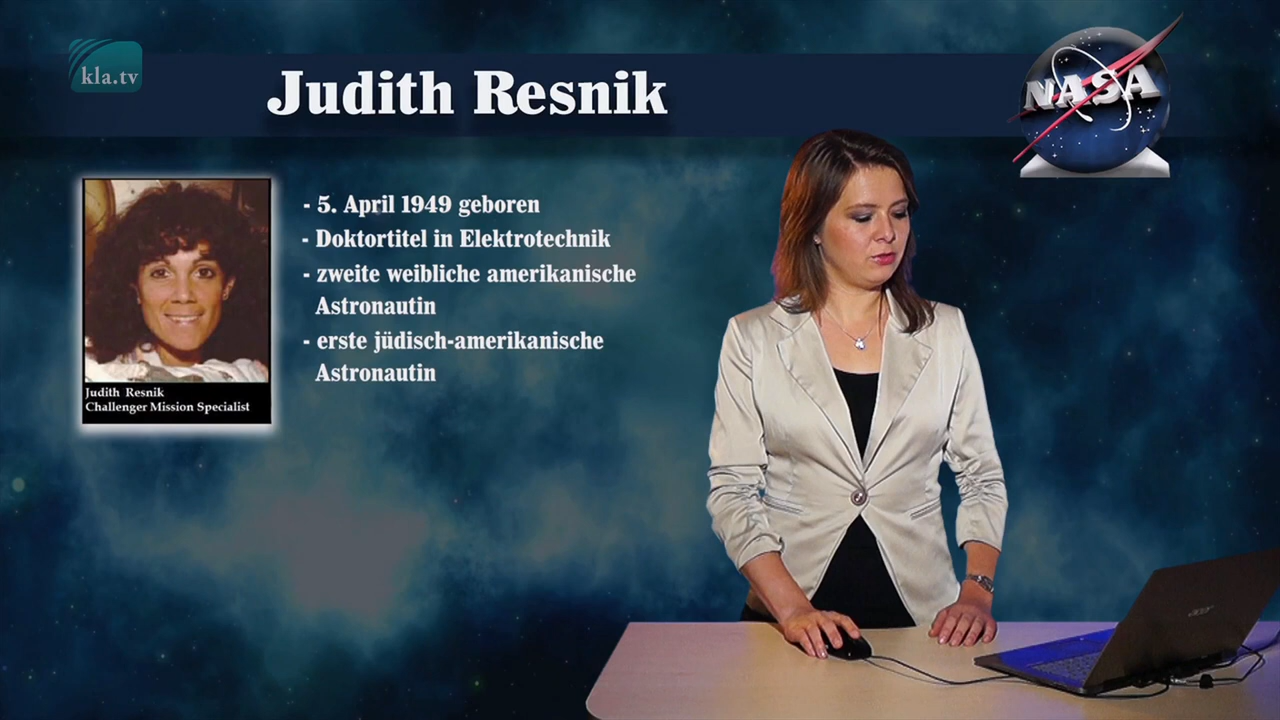 kla.tv
Judith Resnik
NASA
- 5. April 1949 geboren
- Doktortitel in Elektrotechnik
- zweite weibliche amerikanische
Astronautin
- erste jüdisch-amerikanische
Astronautin
Judith Resnik
Challenger Mission Specialist
acer